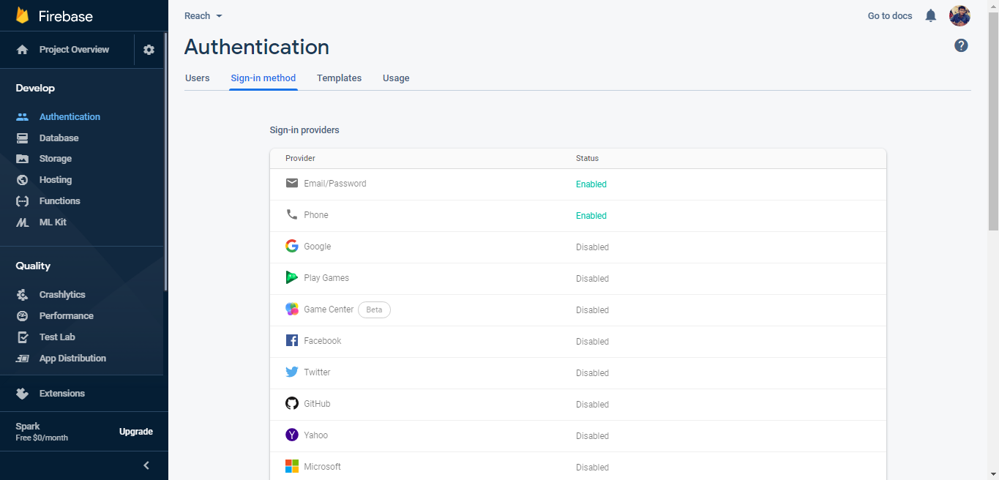 Firebase
Project Overview
Develop
Authentication
Database
Storage
Hosting
Functions
ML Kit
Quality
Crashlytics
Performance
Test Lab
App Distribution
Extensions
Spark
Free $0/month
Upgrade
Reach
Go to docs
Authentication
Users Sign-in method Templates Usage
Sign-in providers
Provider Status
Email/Password Enabled
Phone Enabled
Google Disabled
Play Games Disabled
Game Center Beta Disabled
Facebook Disabled
Twitter Disabled
GitHub Disabled
Yahoo Disabled
Microsoft Disabled